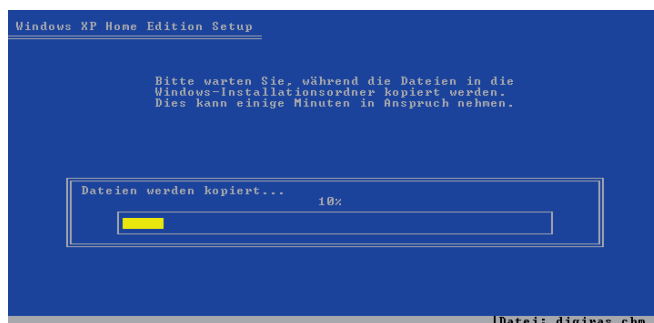 Windows XP Home Edition Setup
Bitte warten Sie, während die Dateien in die
Windows-Installationsordner kopiert werden.
Dies kann einige Minuten in Anspruch nehmen.
Dateien werden kopiert...
10%
Datei: digiras.chm